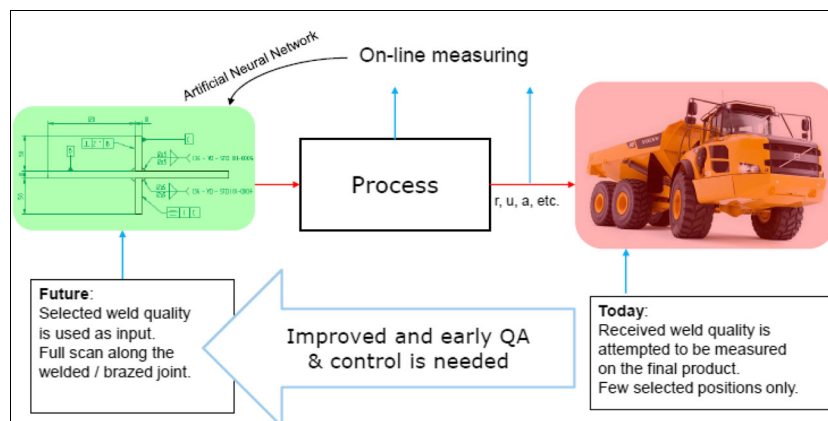 Artificial Neural Network
On-line measuring
Process
r, u, a, etc.
VOLVO
Future:
Selected weld quality
is used as input.
Full scan along the
welded / brazed joint.
Improved and early QA
& control is needed
Today:
Received weld quality is
attempted to be measured
on the final product.
Few selected positions only.